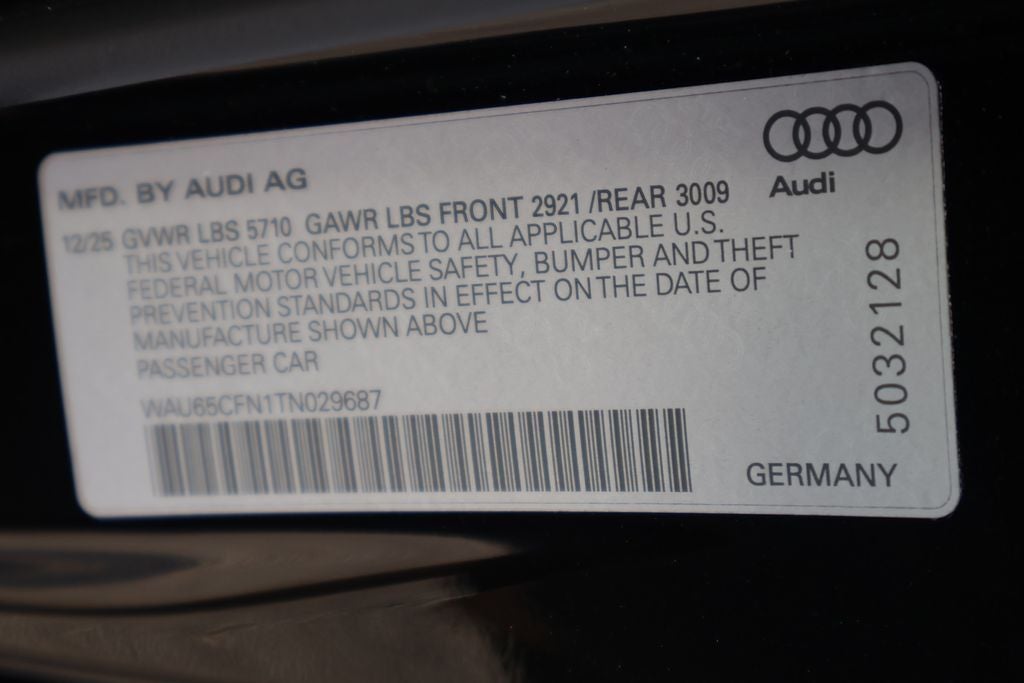 MFD. BY AUDI AG
12/25 GVWR LBS 5710 GAWR LBS FRONT 2921 /REAR 3009
THIS VEHICLE CONFORMS TO ALL APPLICABLE U.S.
FEDERAL MOTOR VEHICLE SAFETY, BUMPER AND THEFT
PREVENTION STANDARDS IN EFFECT ON THE DATE OF
MANUFACTURE SHOWN ABOVE
PASSENGER CAR
WAU65CFN1TN029687
Audi
5032128
GERMANY